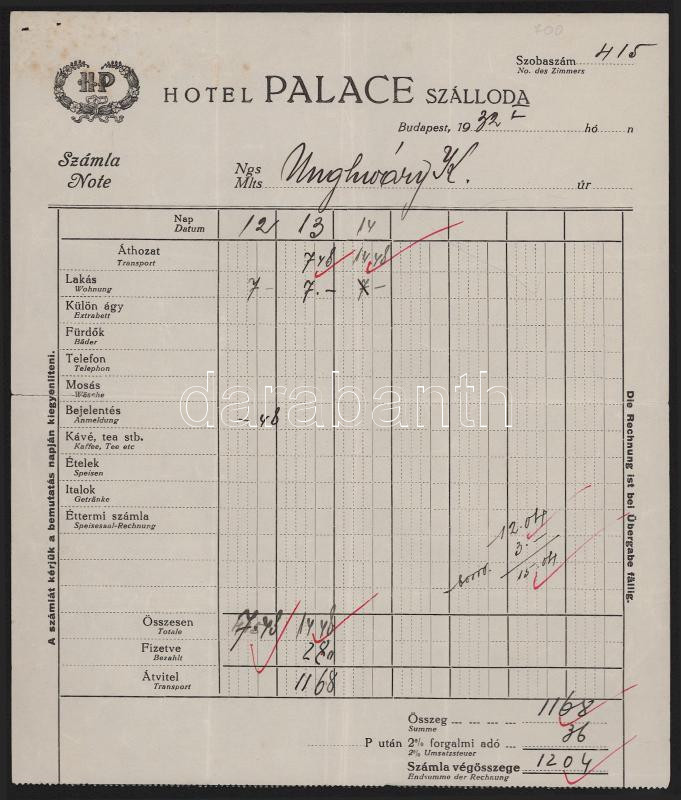 Szobaszám 415
No. des Zimmers
HP
HOTEL PALACE SZÁLLODA
Budapest, 1932 I hó n
Számla
Note
Ngs
Mlts Unghváry K. úr
Nap 12 13 14
Datum
Áthozat 7 48 14 48
Transport
Lakás 7 – 7.– 7 –
Wohnung
Külön ágy
Extrabett
Fürdők
Bäder
Telefon
Telephon
Mosás
Wäsche
Bejelentés – 48
Anmeldung
Kávé, tea stb.
Kaffee, Tee etc
Ételek
Speisen
Italok
Getränke
Éttermi számla
Speisesaal-Rechnung
12.04
3.–
15.04
Összesen 7.48 14 48
Totale
Fizetve 2 80
Bezahlt
Átvitel 11 68
Transport
Összeg 11 68
Summe
P után 2% forgalmi adó 36
2% Umsatzsteuer
Számla végösszege 12 04
Endsumme der Rechnung
A számlát kérjük a bemutatás napján kiegyenlíteni.
Die Rechnung ist bei Übergabe fällig.
darabanth